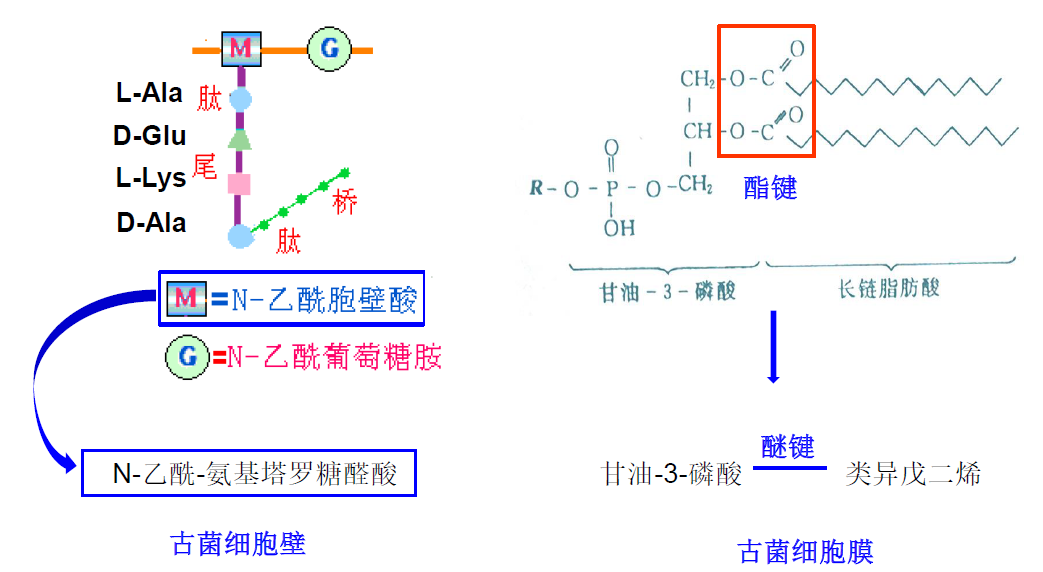 M G
L-Ala 肽
D-Glu
尾
L-Lys
D-Ala
桥
肽
M=N-乙酰胞壁酸
G=N-乙酰葡萄糖胺
N-乙酰-氨基塔罗糖醛酸
古菌细胞壁
O
CH₂-O-C
O
CH-O-C
O
R-O-P-O-CH₂
OH
酯键
甘油-3-磷酸 长链脂肪酸
醚键
甘油-3-磷酸 类异戊二烯
古菌细胞膜